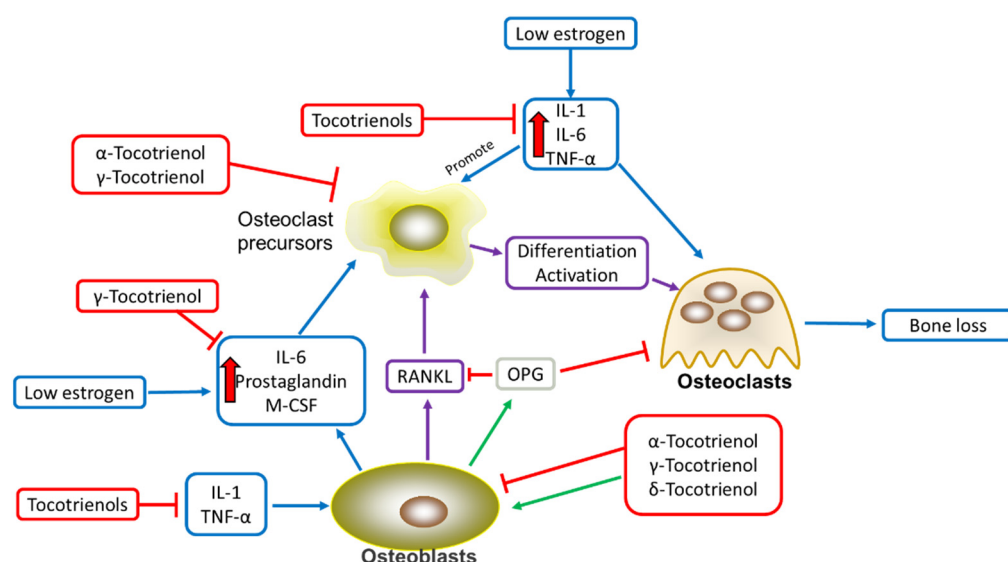 Low estrogen
Tocotrienols
IL-1
IL-6
TNF-α
Promote
α-Tocotrienol
γ-Tocotrienol
Osteoclast
precursors
Differentiation
Activation
γ-Tocotrienol
IL-6
Prostaglandin
M-CSF
Low estrogen
RANKL
OPG
Osteoclasts
Bone loss
α-Tocotrienol
γ-Tocotrienol
δ-Tocotrienol
Tocotrienols
IL-1
TNF-α
Osteoblasts